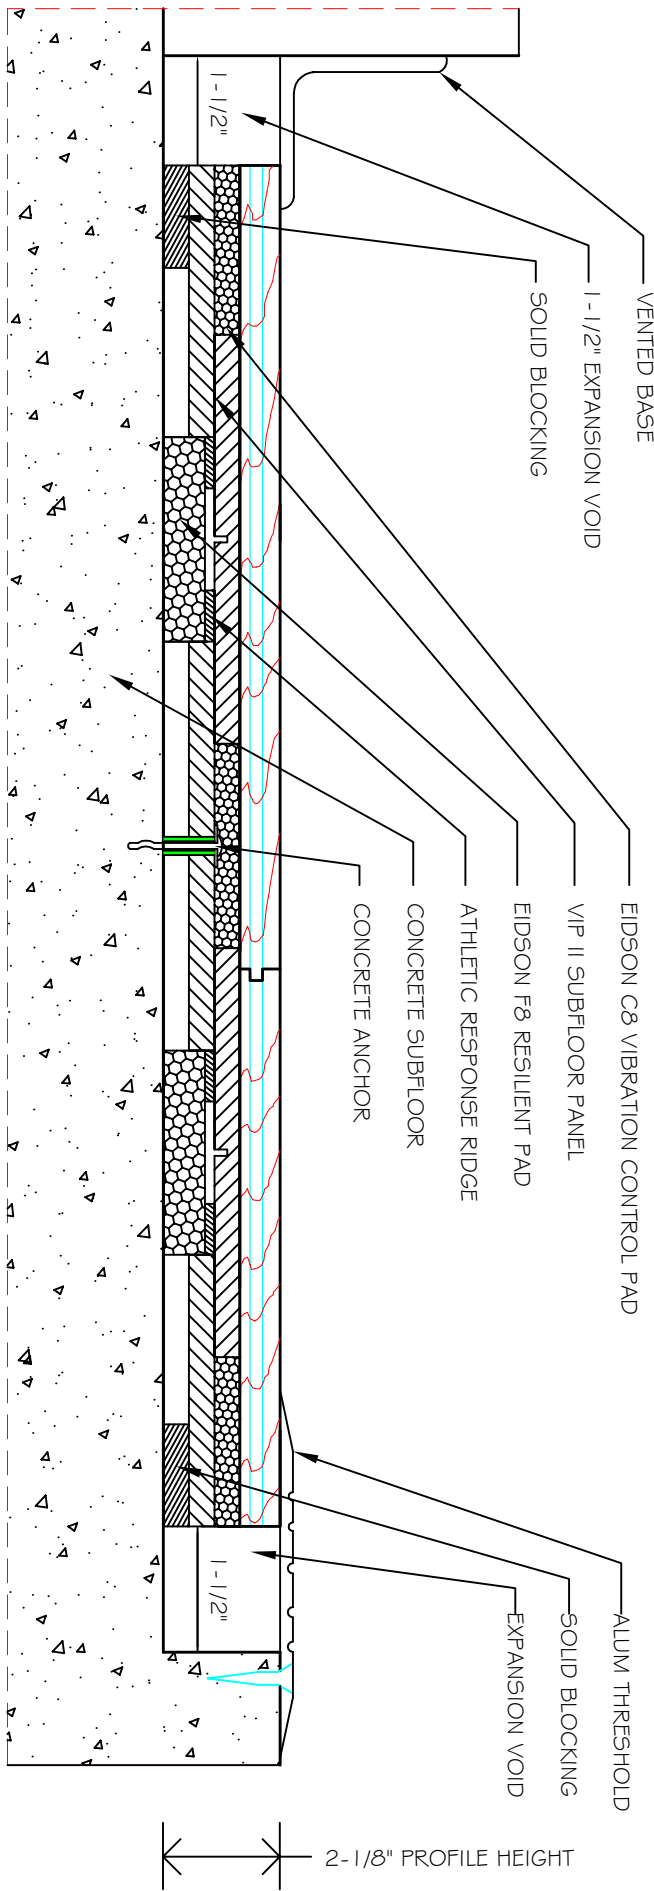 VENTED BASE
1-1/2" EXPANSION VOID
SOLID BLOCKING
1-1/2"
EIDSON C8 VIBRATION CONTROL PAD
VIP II SUBFLOOR PANEL
EIDSON F8 RESILIENT PAD
ATHLETIC RESPONSE RIDGE
CONCRETE SUBFLOOR
CONCRETE ANCHOR
ALUM THRESHOLD
SOLID BLOCKING
EXPANSION VOID
1-1/2"
2-1/8" PROFILE HEIGHT